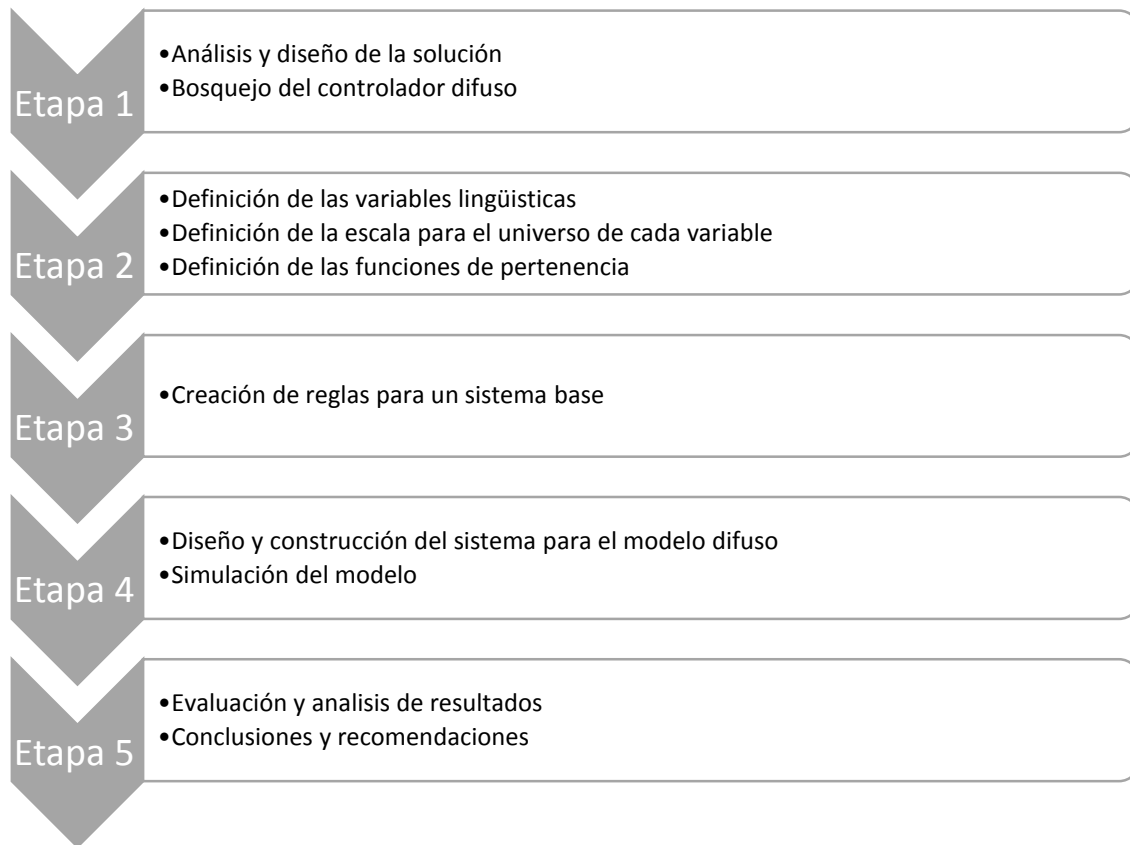 Etapa 1
•Análisis y diseño de la solución
•Bosquejo del controlador difuso
Etapa 2
•Definición de las variables lingüisticas
•Definición de la escala para el universo de cada variable
•Definición de las funciones de pertenencia
Etapa 3
•Creación de reglas para un sistema base
Etapa 4
•Diseño y construcción del sistema para el modelo difuso
•Simulación del modelo
Etapa 5
•Evaluación y analisis de resultados
•Conclusiones y recomendaciones